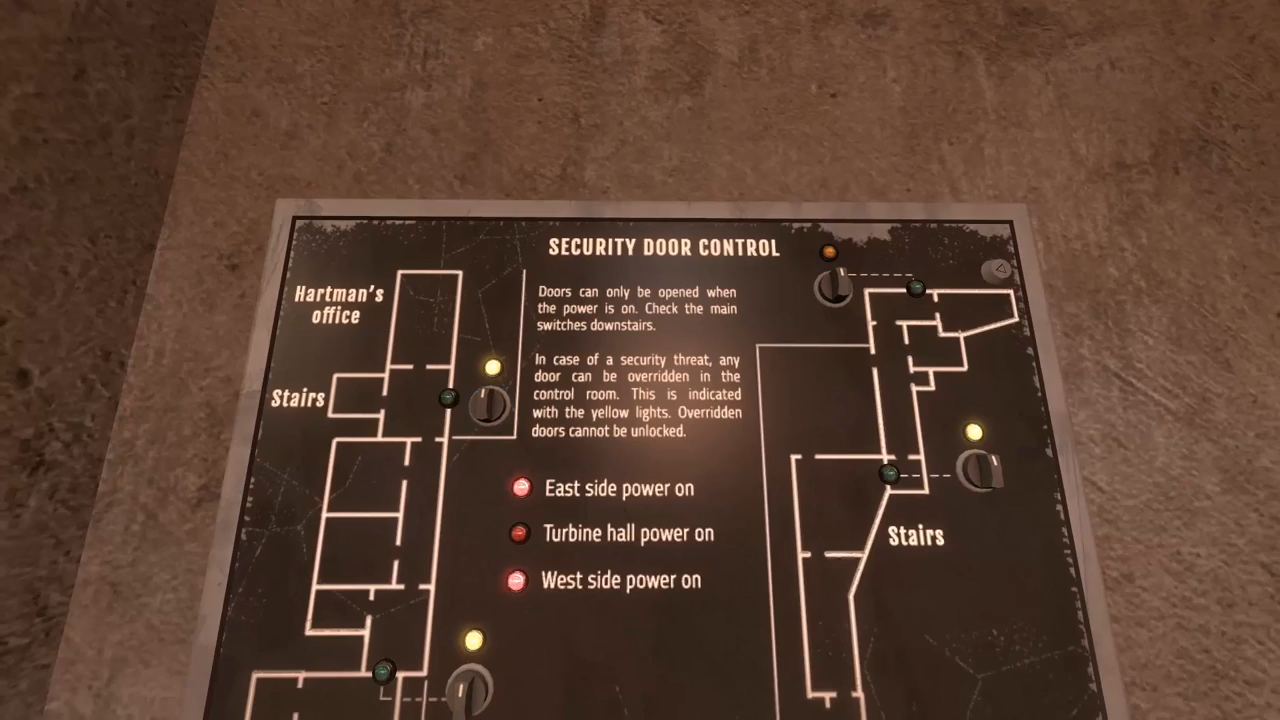 SECURITY DOOR CONTROL
Hartman's
office
Stairs
Doors can only be opened when
the power is on. Check the main
switches downstairs.
In case of a security threat, any
door can be overridden in the
control room. This is indicated
with the yellow lights. Overridden
doors cannot be unlocked.
East side power on
Turbine hall power on
West side power on
Stairs